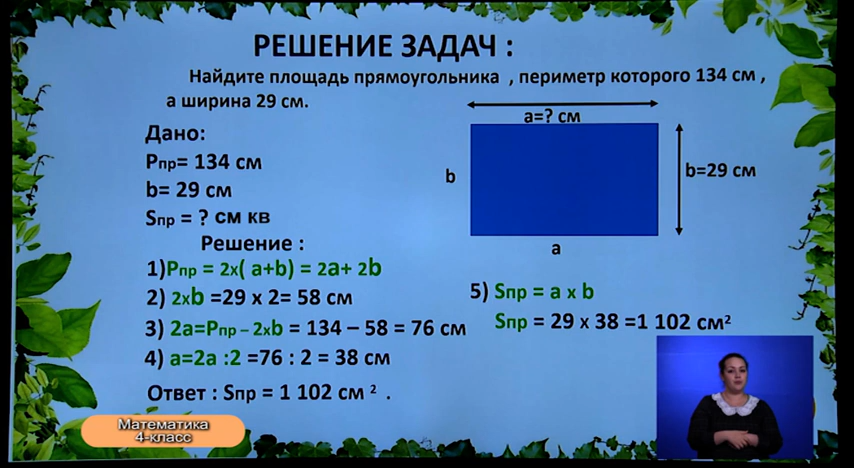 РЕШЕНИЕ ЗАДАЧ :
Найдите площадь прямоугольника , периметр которого 134 см ,
а ширина 29 см.
Дано:
Pпр= 134 см
b= 29 см
Sпр = ? см кв
Решение :
1)Pпр = 2х( a+b) = 2a+ 2b
2) 2хb =29 х 2= 58 см
3) 2a=Pпр – 2хb = 134 – 58 = 76 см
4) a=2a :2 =76 : 2 = 38 см
Ответ : Sпр = 1 102 см ² .
a=? см
b
b=29 см
a
5) Sпр = a х b
Sпр = 29 х 38 =1 102 см²
Математика
4-класс